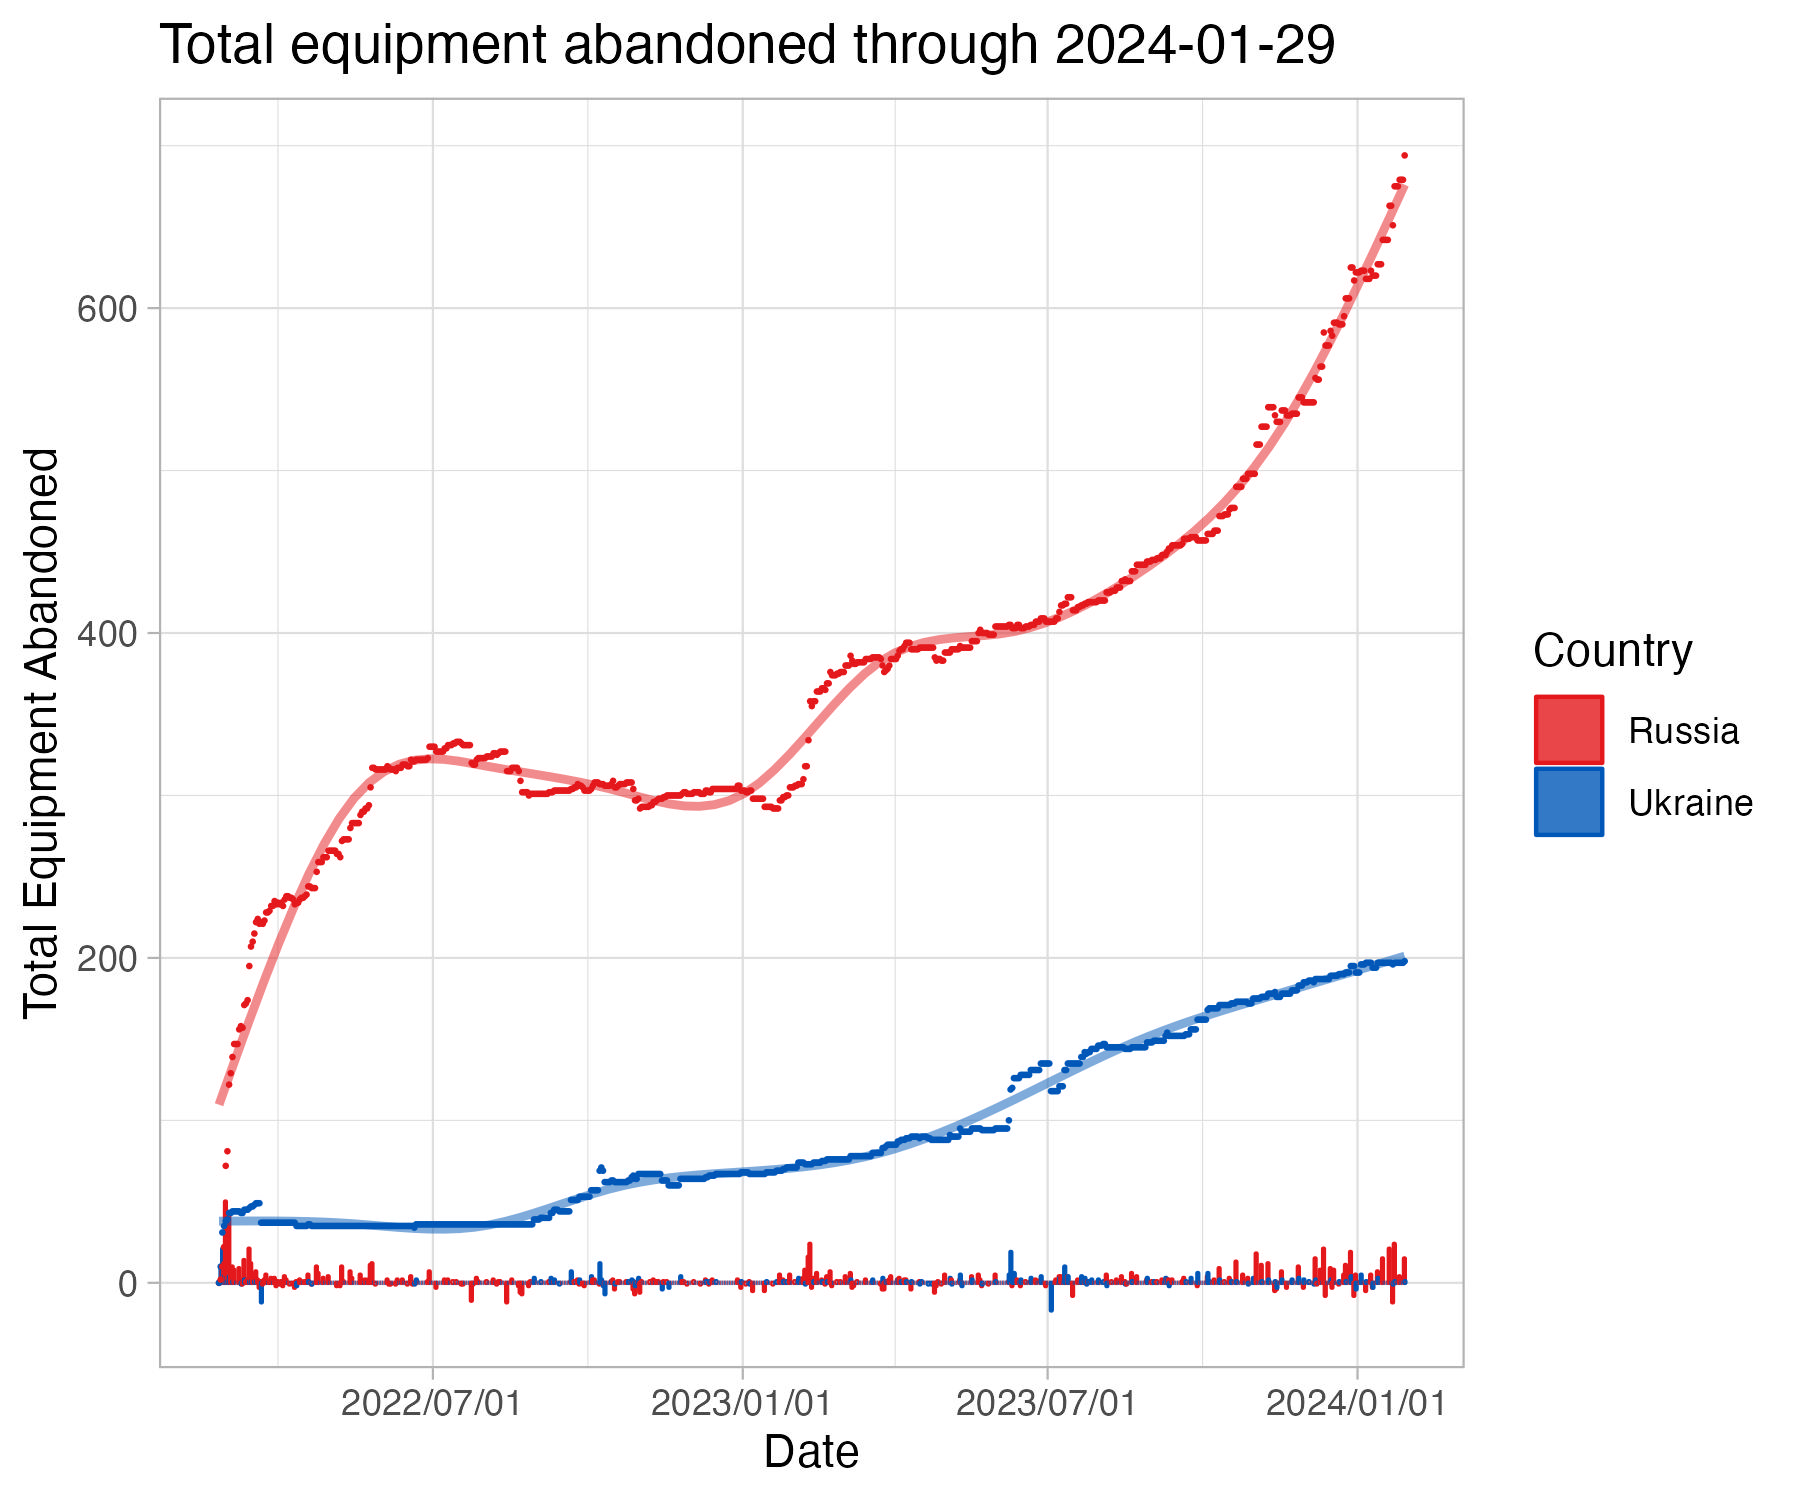 Total equipment abandoned through 2024-01-29
Total Equipment Abandoned
600
400
200
0
2022/07/01
2023/01/01
2023/07/01
2024/01/01
Date
Country
Russia
Ukraine